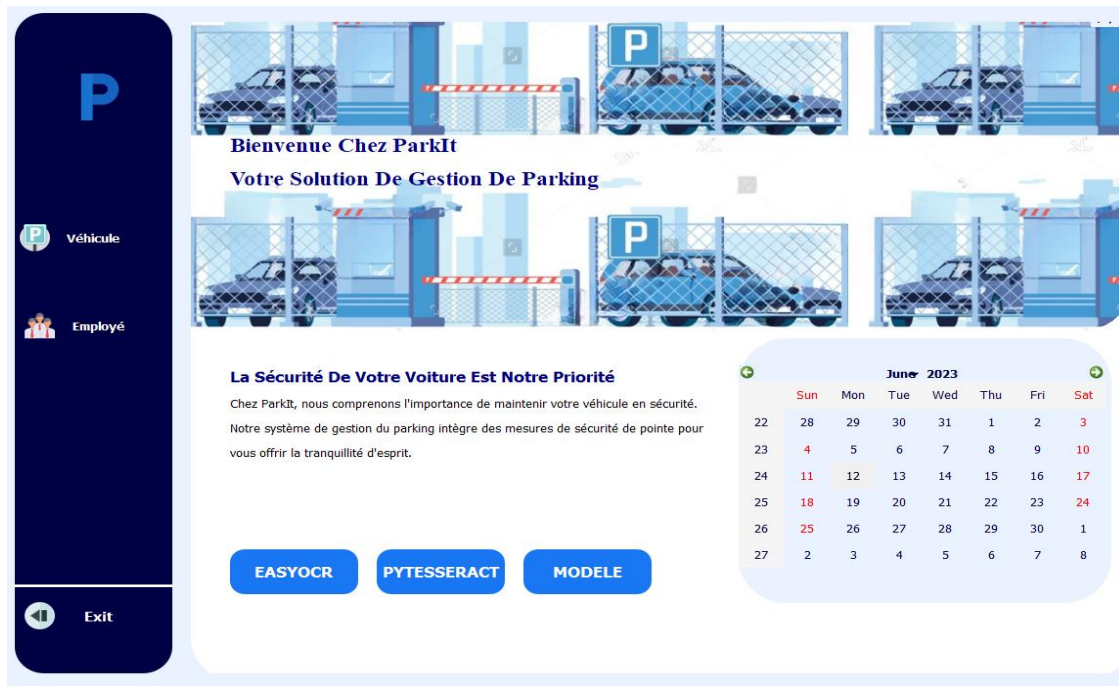 P
Véhicule
Employé
Exit
P
Bienvenue Chez ParkIt
Votre Solution De Gestion De Parking
P
La Sécurité De Votre Voiture Est Notre Priorité
Chez ParkIt, nous comprenons l'importance de maintenir votre véhicule en sécurité.
Notre système de gestion du parking intègre des mesures de sécurité de pointe pour
vous offrir la tranquillité d'esprit.
EASYOCR PYTESSERACT MODELE
June 2023
Sun Mon Tue Wed Thu Fri Sat
22 28 29 30 31 1 2 3
23 4 5 6 7 8 9 10
24 11 12 13 14 15 16 17
25 18 19 20 21 22 23 24
26 25 26 27 28 29 30 1
27 2 3 4 5 6 7 8